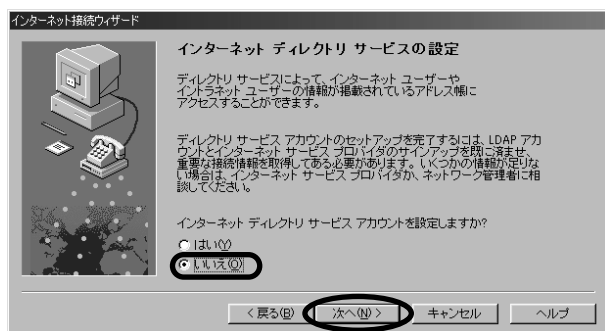 インターネット接続ウィザード
インターネット ディレクトリ サービスの設定
ディレクトリ サービスによって、インターネット ユーザーや
イントラネット ユーザーの情報が掲載されているアドレス帳に
アクセスすることができます。
ディレクトリ サービス アカウントのセットアップを完了するには、LDAP アカ
ウントとインターネット サービス プロバイダのサインアップを既に済ませ、
重要な接続情報を取得してある必要があります。いくつかの情報が足りな
い場合は、インターネット サービス プロバイダか、ネットワーク管理者に相
談してください。
インターネット ディレクトリ サービス アカウントを設定しますか?
はい(Y)
いいえ(O)
< 戻る(B) 次へ(N) > キャンセル ヘルプ